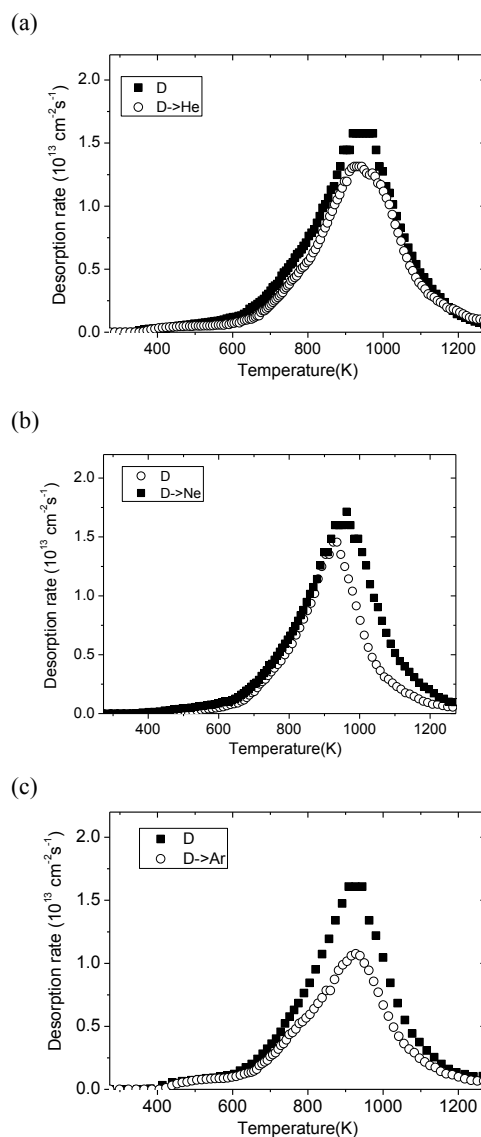 (a)
2.0
1.5
1.0
0.5
0.0
Desorption rate (10¹³ cm⁻²s⁻¹)
D
D->He
400 600 800 1000 1200
Temperature(K)
(b)
2.0
1.5
1.0
0.5
0.0
Desorption rate (10¹³ cm⁻²s⁻¹)
D
D->Ne
400 600 800 1000 1200
Temperature(K)
(c)
2.0
1.5
1.0
0.5
0.0
Desorption rate (10¹³ cm⁻²s⁻¹)
D
D->Ar
400 600 800 1000 1200
Temperature(K)